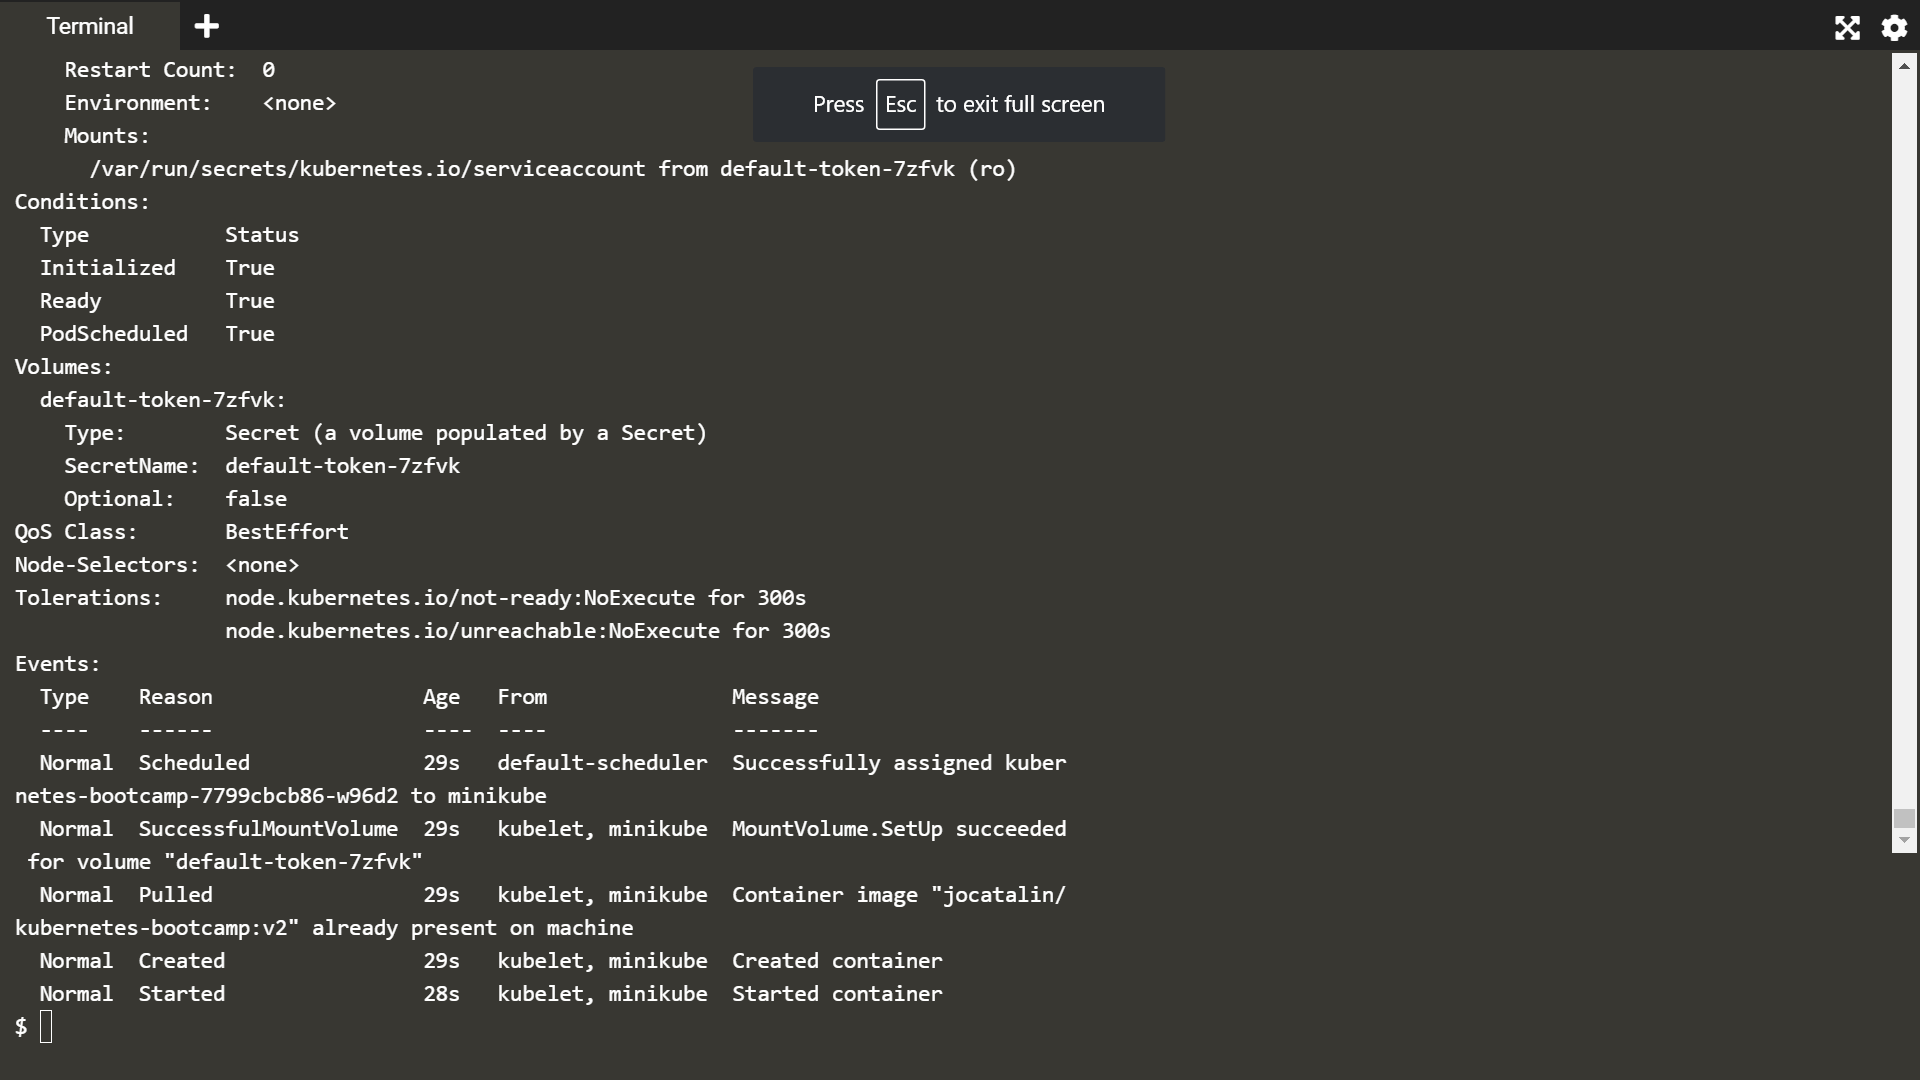 Terminal
Restart Count:  0
Environment:    <none>
Press Esc to exit full screen
Mounts:
/var/run/secrets/kubernetes.io/serviceaccount from default-token-7zfvk (ro)
Conditions:
Type           Status
Initialized    True
Ready          True
PodScheduled   True
Volumes:
default-token-7zfvk:
Type:        Secret (a volume populated by a Secret)
SecretName:  default-token-7zfvk
Optional:    false
QoS Class:       BestEffort
Node-Selectors:  <none>
Tolerations:     node.kubernetes.io/not-ready:NoExecute for 300s
node.kubernetes.io/unreachable:NoExecute for 300s
Events:
Type    Reason                 Age   From               Message
----    ------                 ----  ----               -------
Normal  Scheduled              29s   default-scheduler  Successfully assigned kuber
netes-bootcamp-7799cbcb86-w96d2 to minikube
Normal  SuccessfulMountVolume  29s   kubelet, minikube  MountVolume.SetUp succeeded
for volume "default-token-7zfvk"
Normal  Pulled                 29s   kubelet, minikube  Container image "jocatalin/
kubernetes-bootcamp:v2" already present on machine
Normal  Created                29s   kubelet, minikube  Created container
Normal  Started                28s   kubelet, minikube  Started container
$